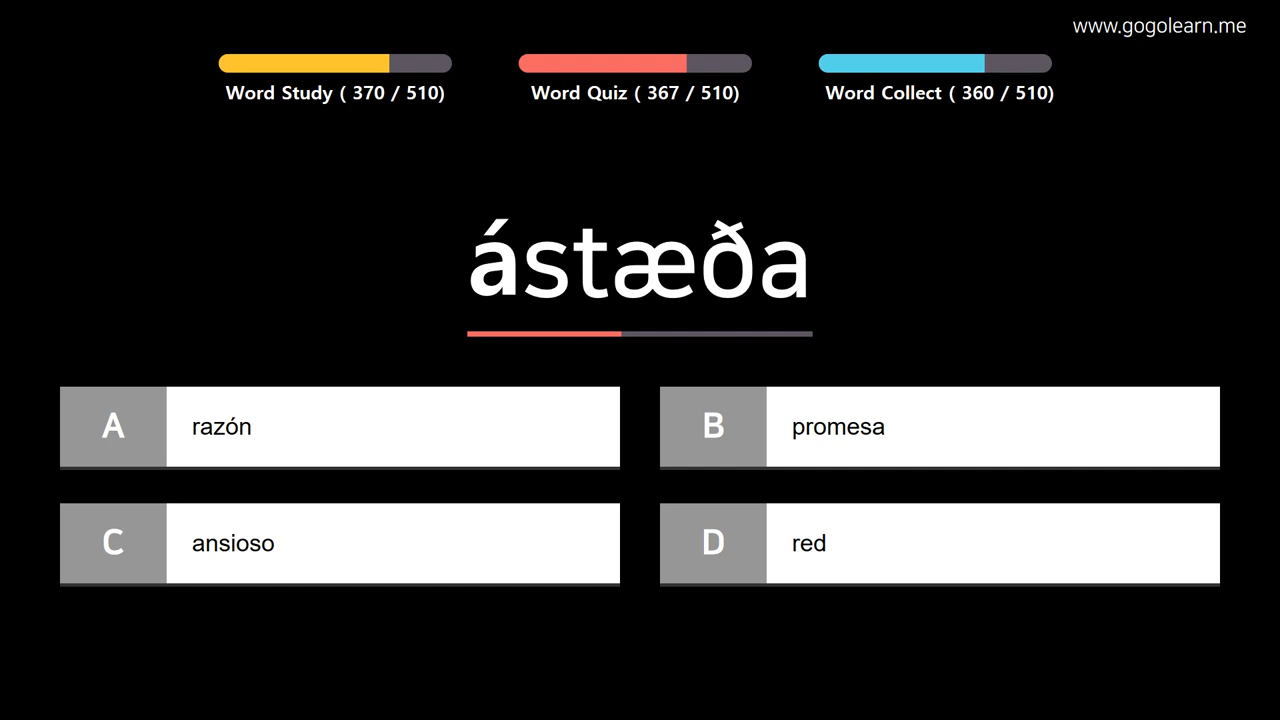 www.gogolearn.me
Word Study ( 370 / 510)
Word Quiz ( 367 / 510)
Word Collect ( 360 / 510)
ástæða
A
razón
B
promesa
C
ansioso
D
red